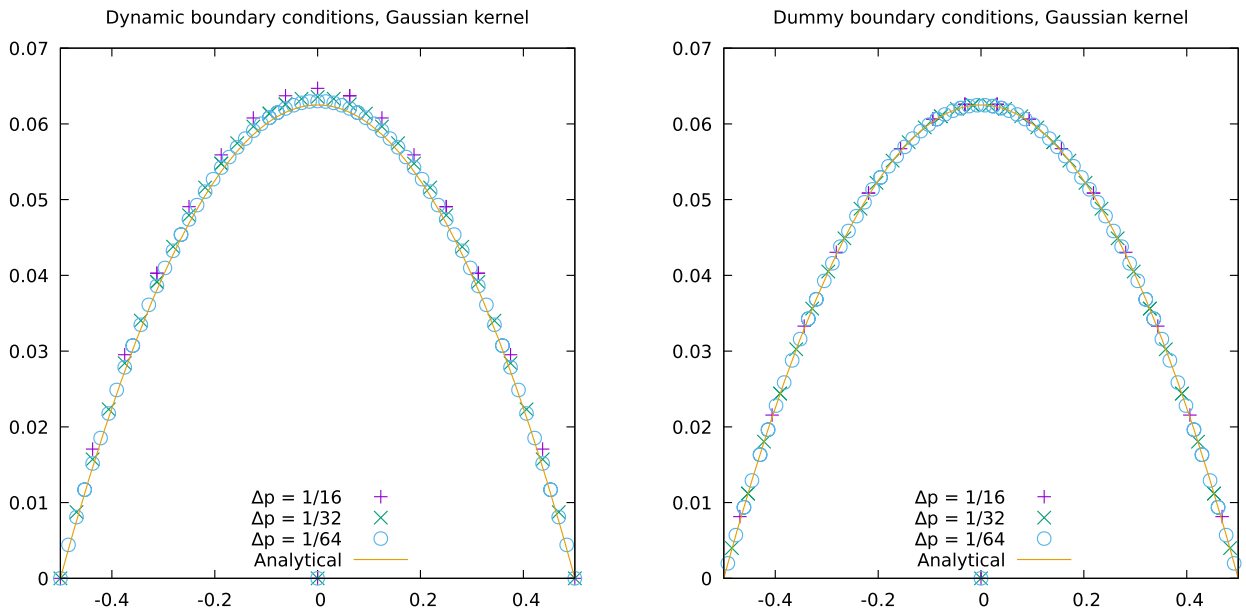 Dynamic boundary conditions, Gaussian kernel
0.07
0.06
0.05
0.04
0.03
0.02
0.01
0
Δp = 1/16
Δp = 1/32
Δp = 1/64
Analytical
-0.4 -0.2 0 0.2 0.4
Dummy boundary conditions, Gaussian kernel
0.07
0.06
0.05
0.04
0.03
0.02
0.01
0
Δp = 1/16
Δp = 1/32
Δp = 1/64
Analytical
-0.4 -0.2 0 0.2 0.4